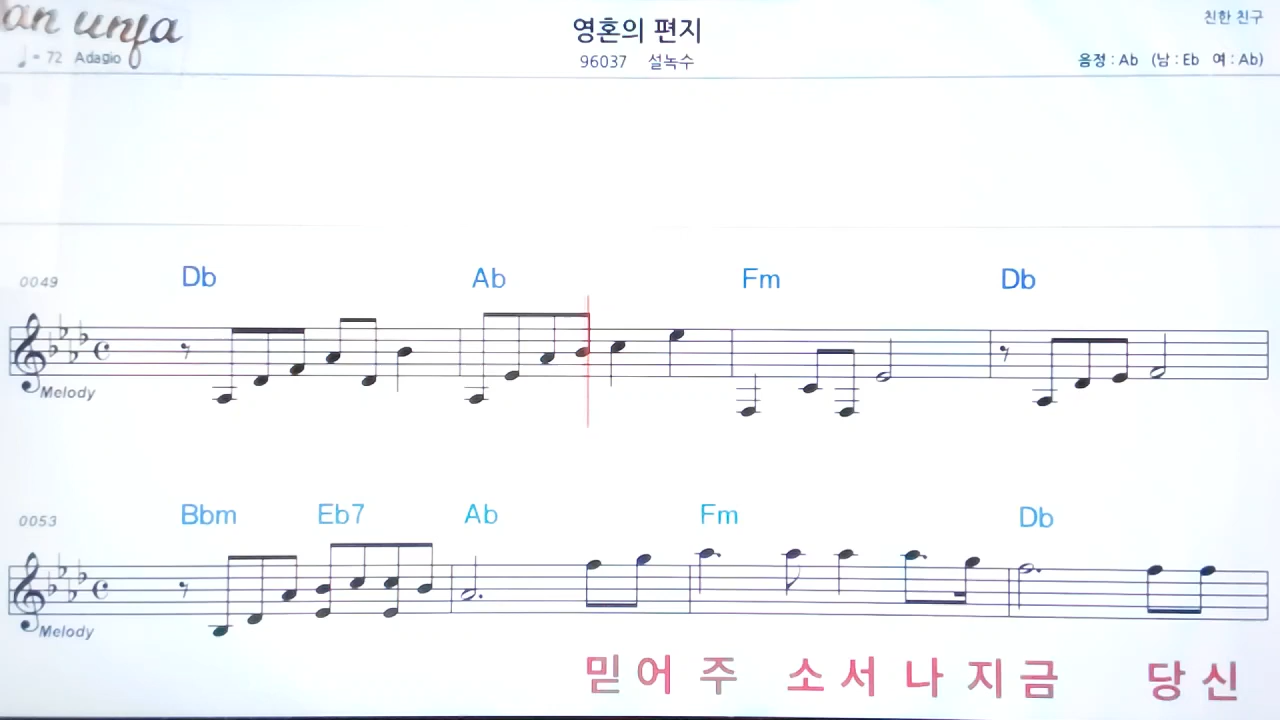 영혼의 편지
친한 친구
♩= 72 Adagio
96037 설녹수
음정 : Ab (남 : Eb 여 : Ab)
0049
Db Ab Fm Db
Melody
0053
Bbm Eb7 Ab Fm Db
Melody
믿어 주 소 서 나 지 금 당 신